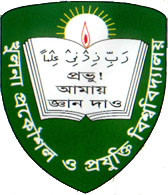 رَبِّ زِدْنِيْ عِلْمًا
প্রভু!
আমায়
জ্ঞান দাও
খুলনা প্রকৌশল ও প্রযুক্তি বিশ্ববিদ্যালয়